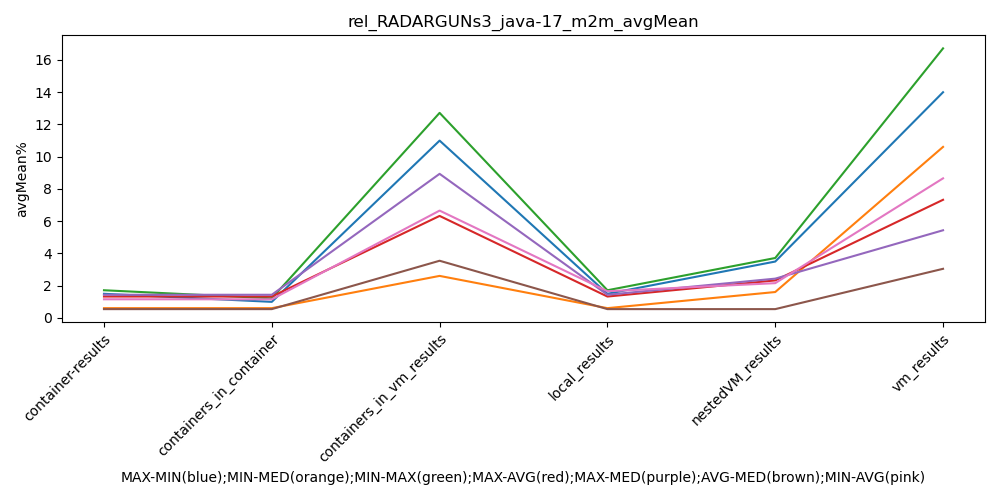 rel_RADARGUNs3_java-17_m2m_avgMean
avgMean%
16
14
12
10
8
6
4
2
0
container-results
containers_in_container
containers_in_vm_results
local_results
nestedVM_results
vm_results
MAX-MIN(blue);MIN-MED(orange);MIN-MAX(green);MAX-AVG(red);MAX-MED(purple);AVG-MED(brown);MIN-AVG(pink)